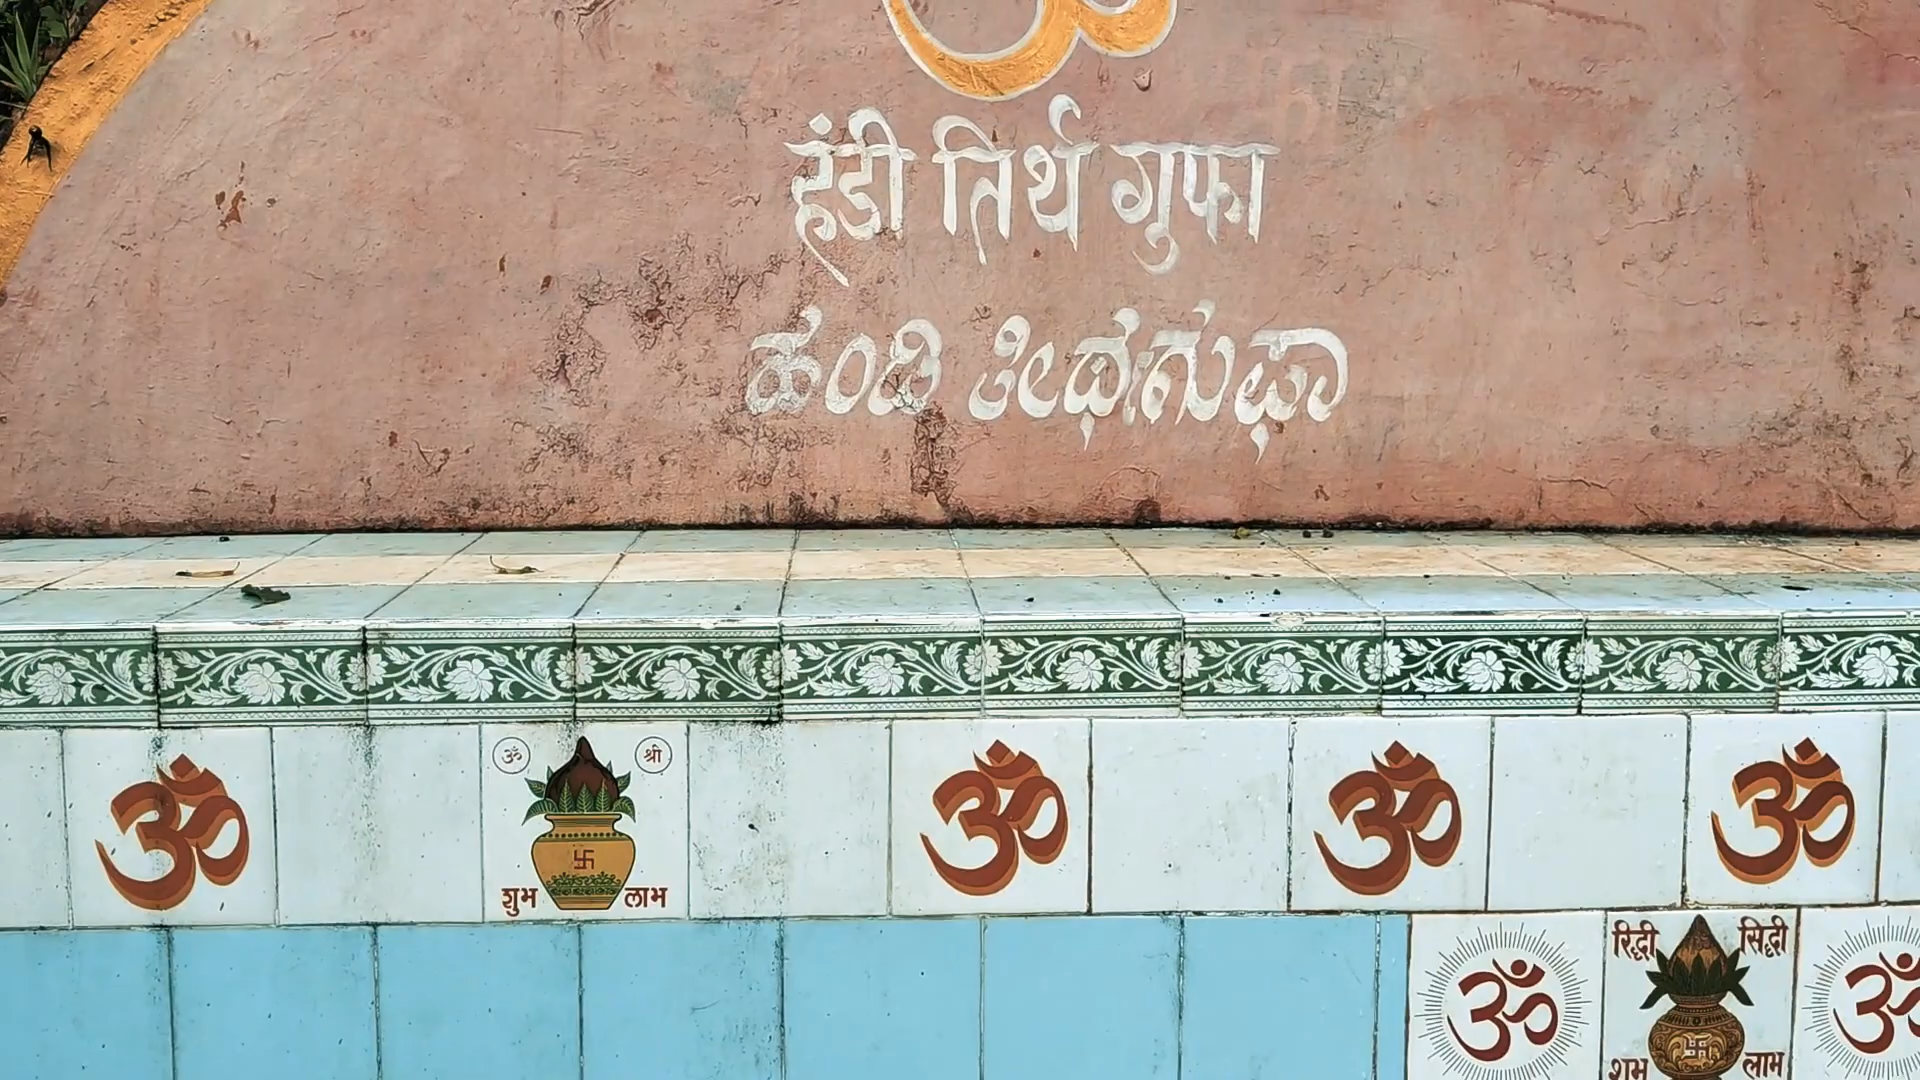 ॐ
हंडी तिर्थ गुफा
ಹಂಡಿ ತೀರ್ಥಗುಫಾ
ॐ ॐ श्री ॐ ॐ ॐ
शुभ लाभ
रिद्धी सिद्धी
ॐ ॐ
शुभ लाभ